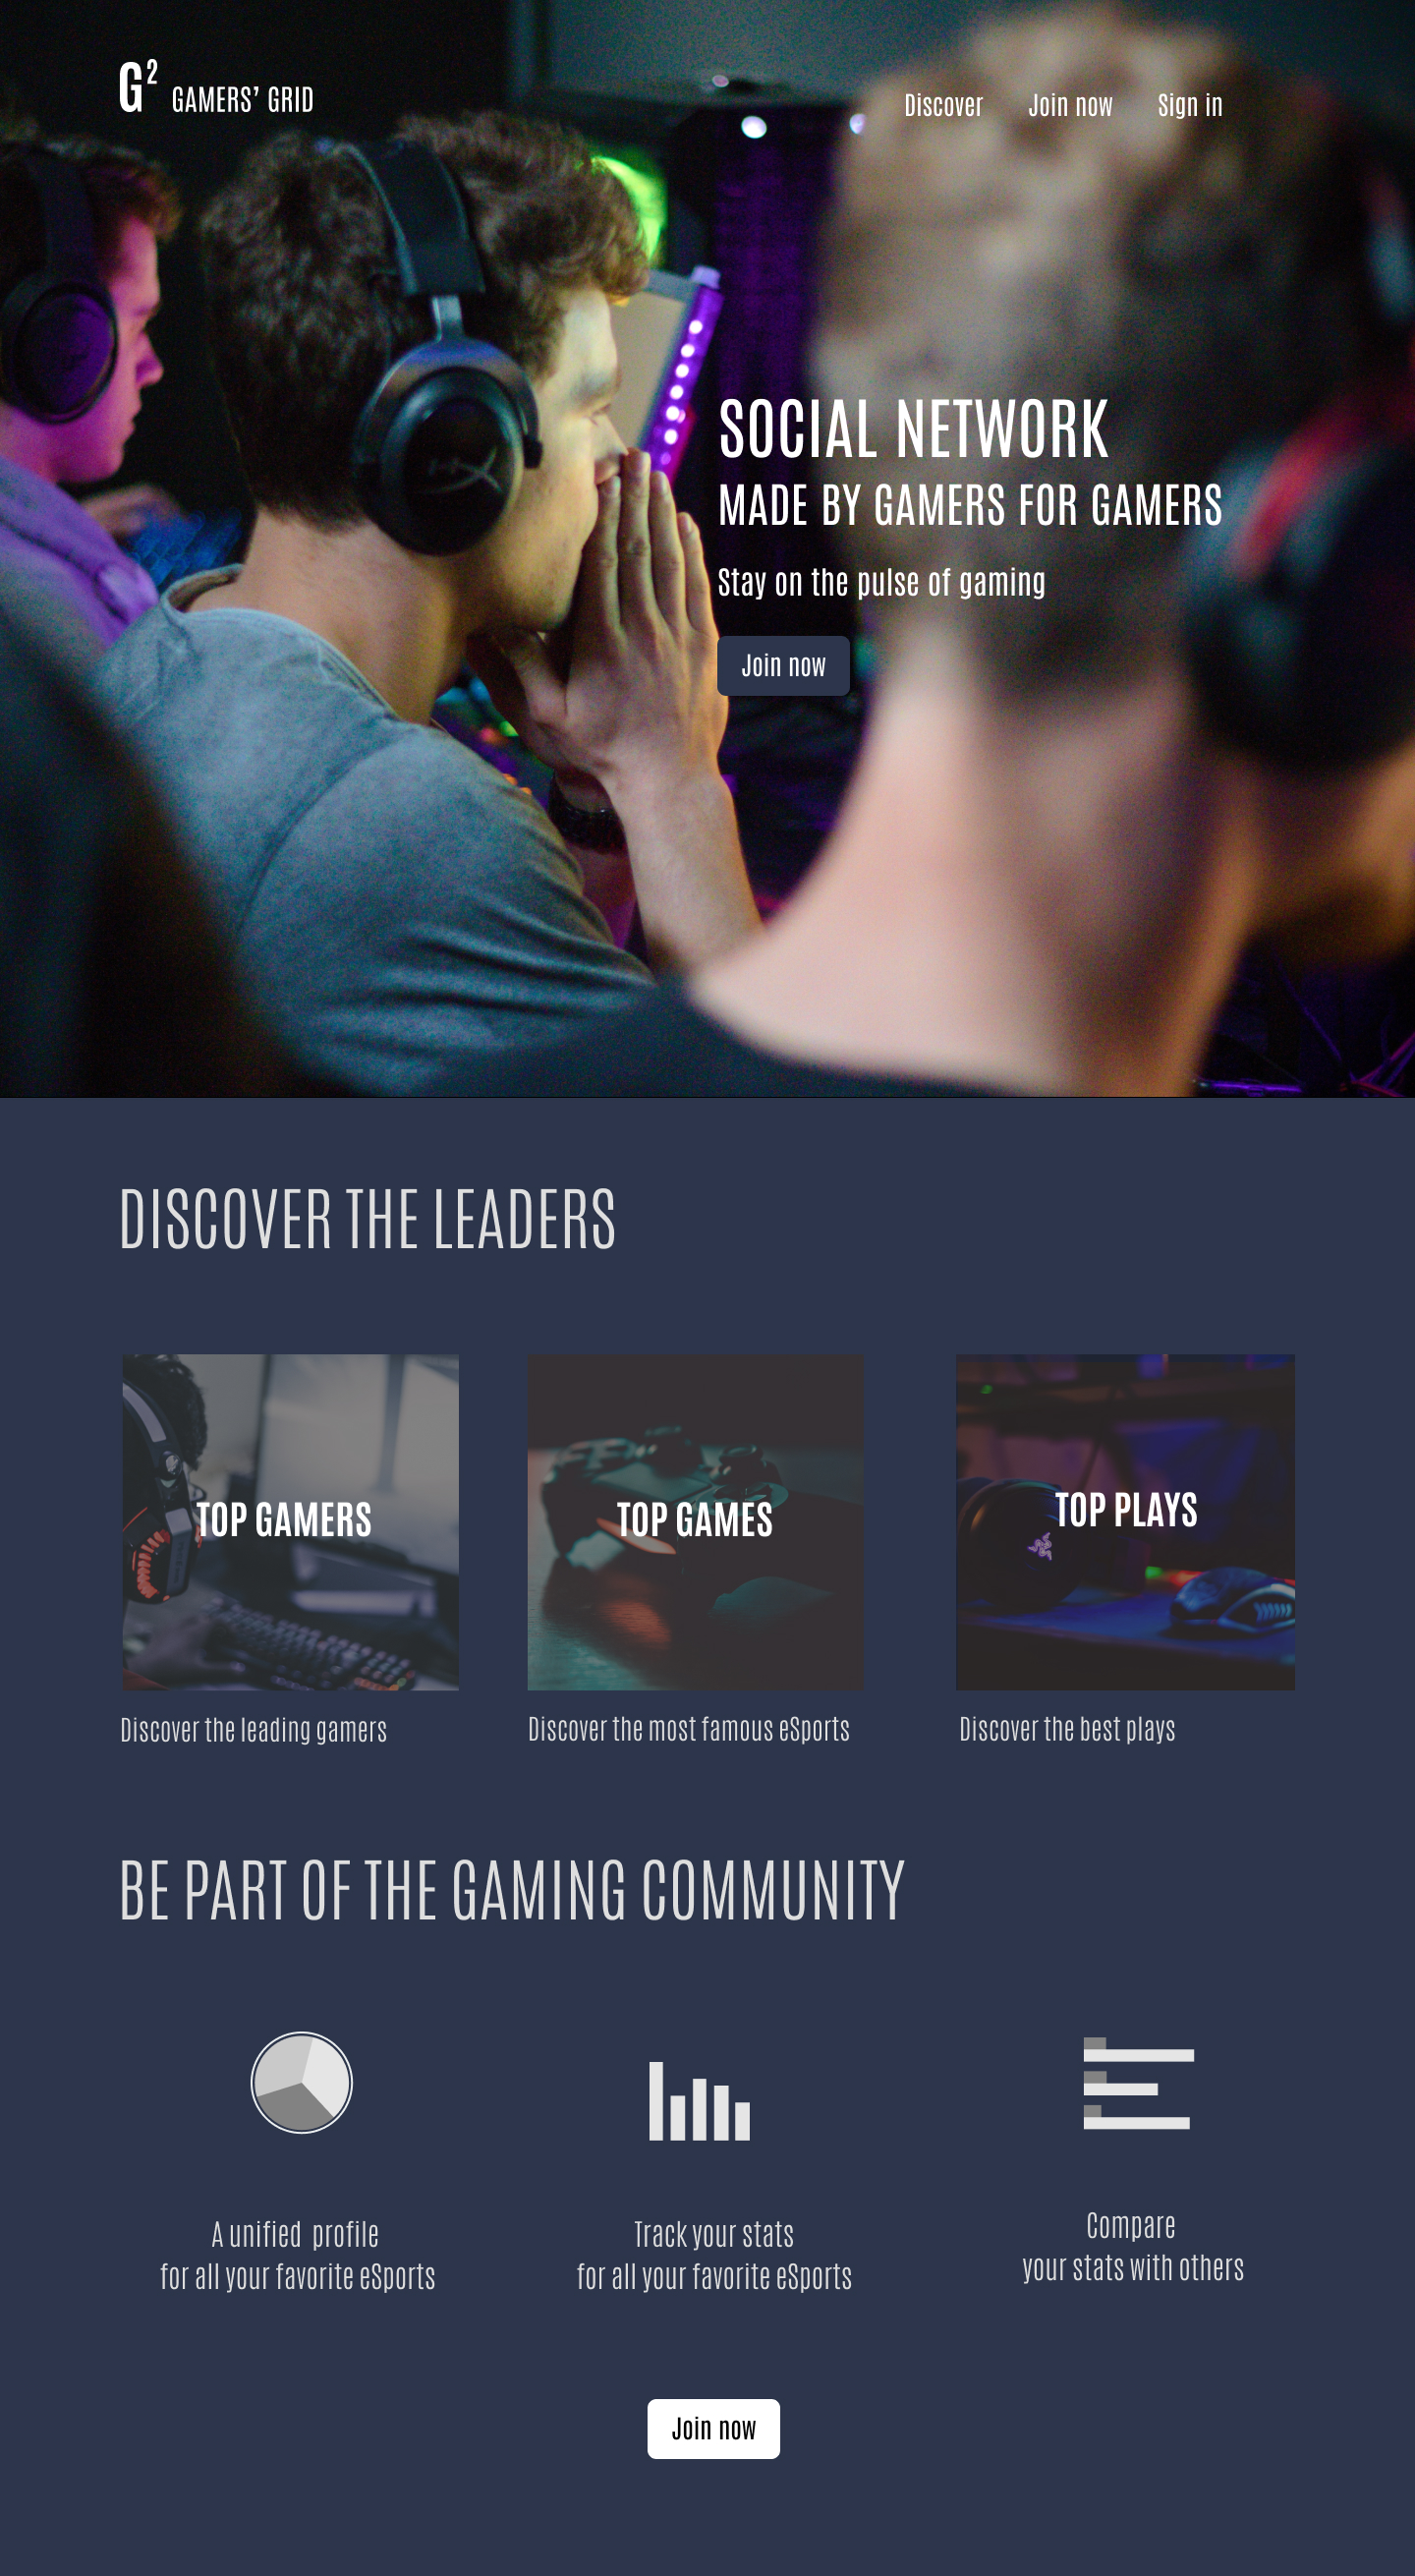 G² GAMERS’ GRID
Discover Join now Sign in
SOCIAL NETWORK
MADE BY GAMERS FOR GAMERS
Stay on the pulse of gaming
Join now
DISCOVER THE LEADERS
TOP GAMERS
TOP GAMES
TOP PLAYS
Discover the leading gamers
Discover the most famous eSports
Discover the best plays
BE PART OF THE GAMING COMMUNITY
A unified profile
for all your favorite eSports
Track your stats
for all your favorite eSports
Compare
your stats with others
Join now